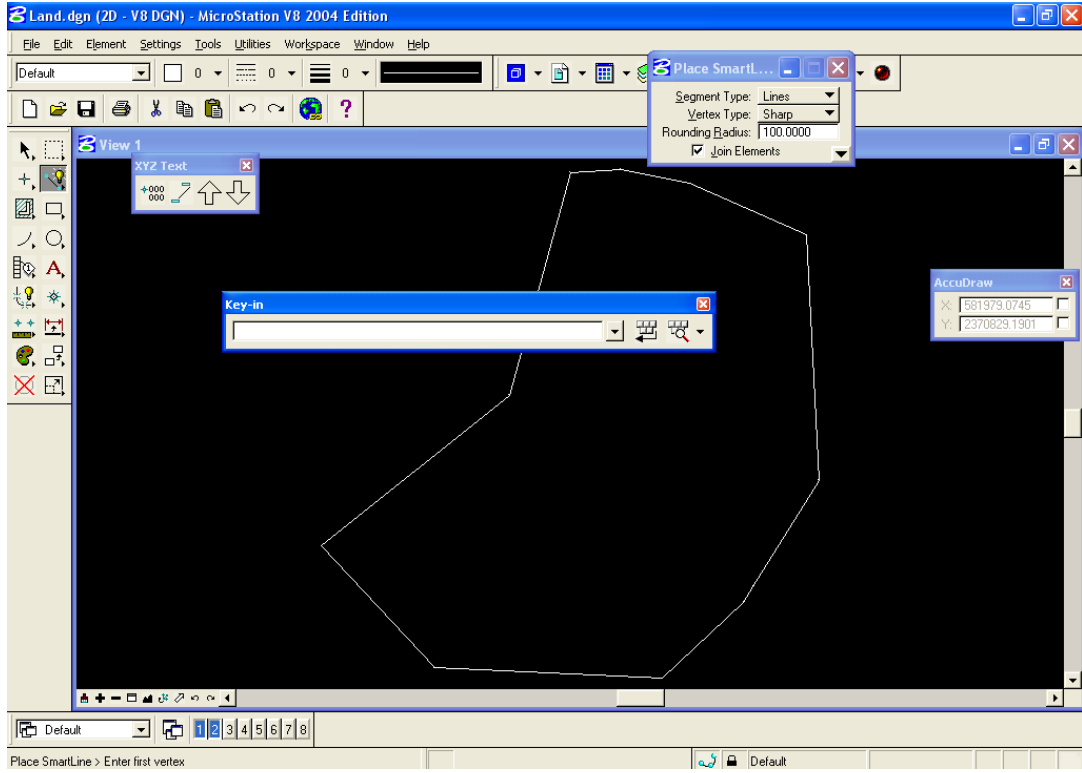 Land.dgn (2D - V8 DGN) - MicroStation V8 2004 Edition
File Edit Element Settings Tools Utilities Workspace Window Help
Default 0 0 0
Place SmartL...
Segment Type: Lines
Vertex Type: Sharp
Rounding Radius: 100.0000
Join Elements
View 1
XYZ Text
+000
000
Key-in
AccuDraw
X: 581979.0745
Y: 2370829.1901
Default 1 2 3 4 5 6 7 8
Place SmartLine > Enter first vertex Default